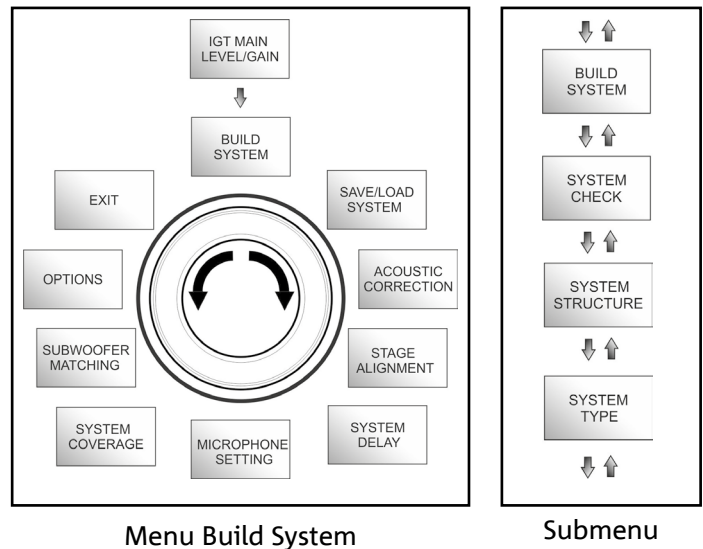 IGT MAIN
LEVEL/GAIN
BUILD
SYSTEM
SAVE/LOAD
SYSTEM
ACOUSTIC
CORRECTION
STAGE
ALIGNMENT
SYSTEM
DELAY
MICROPHONE
SETTING
SYSTEM
COVERAGE
SUBWOOFER
MATCHING
OPTIONS
EXIT
Menu Build System
BUILD
SYSTEM
SYSTEM
CHECK
SYSTEM
STRUCTURE
SYSTEM
TYPE
Submenu